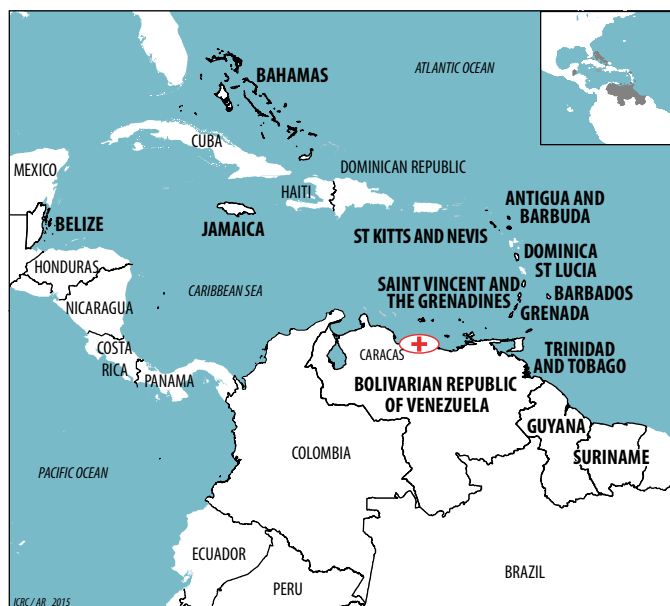 BAHAMAS
ATLANTIC OCEAN
CUBA
MEXICO
DOMINICAN REPUBLIC
HAITI
ANTIGUA AND
BARBUDA
BELIZE
JAMAICA
ST KITTS AND NEVIS
DOMINICA
ST LUCIA
HONDURAS
SAINT VINCENT AND
THE GRENADINES
BARBADOS
CARIBBEAN SEA
NICARAGUA
GRENADA
COSTA
RICA
PANAMA
CARACAS
TRINIDAD
AND TOBAGO
BOLIVARIAN REPUBLIC
OF VENEZUELA
GUYANA
SURINAME
COLOMBIA
PACIFIC OCEAN
ECUADOR
BRAZIL
PERU
ICRC / AR 2015